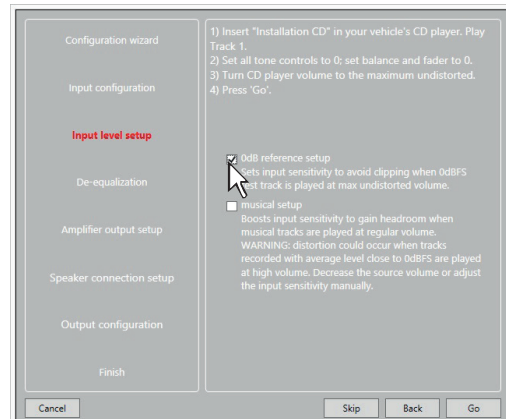 Configuration wizard
Input configuration
Input level setup
De-equalization
Amplifier output setup
Speaker connection setup
Output configuration
Finish
1) Insert "Installation CD" in your vehicle's CD player. Play
Track 1.
2) Set all tone controls to 0; set balance and fader to 0.
3) Turn CD player volume to the maximum undistorted.
4) Press 'Go'.
0dB reference setup
Sets input sensitivity to avoid clipping when 0dBFS
test track is played at max undistorted volume.
musical setup
Boosts input sensitivity to gain headroom when
musical tracks are played at regular volume.
WARNING: distortion could occur when tracks
recorded with average level close to 0dBFS are played
at high volume. Decrease the source volume or adjust
the input sensitivity manually.
Cancel
Skip
Back
Go